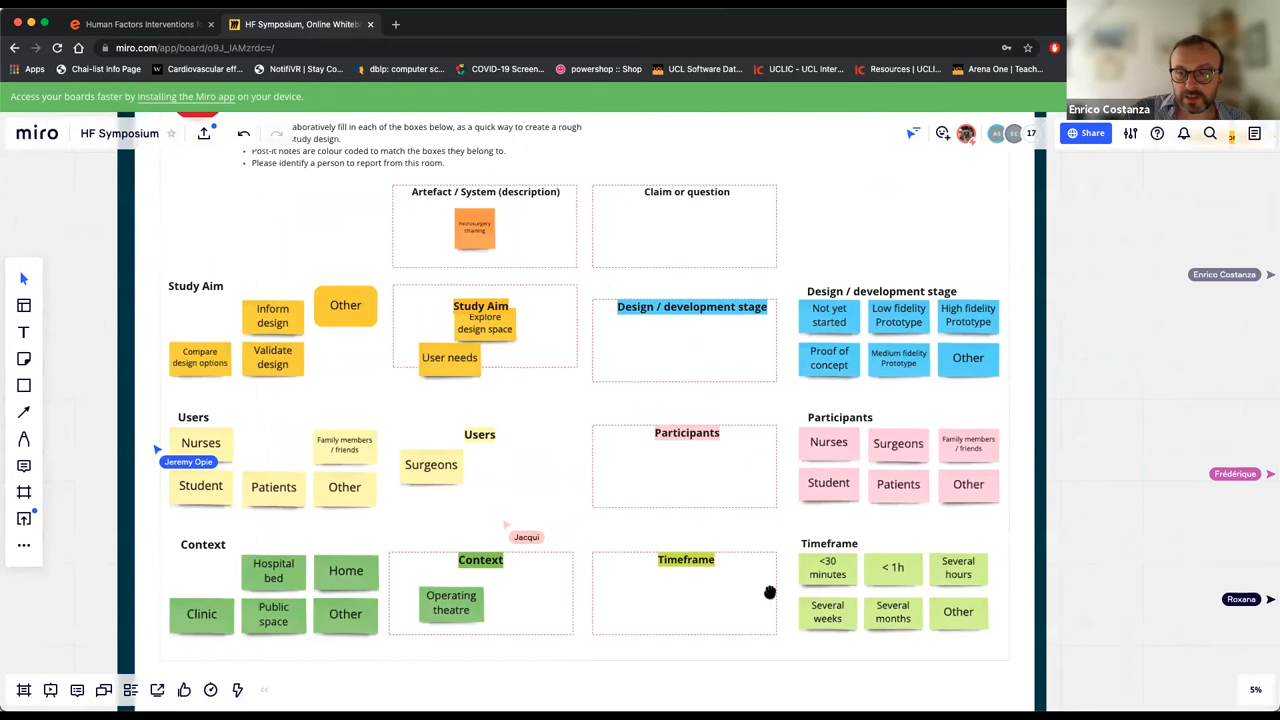 Human Factors Interventions f
HF Symposium, Online Whiteb
miro.com/app/board/o9J_lAMzrdc=/
Apps
Chai-list Info Page
Cardiovascular eff...
NotifiVR | Stay Co...
dblp: computer sc...
COVID-19 Screen...
powershop :: Shop
UCL Software Dat...
UCLIC - UCL Inter...
Resources | UCLI...
Arena One | Teach...
Access your boards faster by installing the Miro app on your device.
Enrico Costanza
miro
HF Symposium
Share
AS
EC
17
aboratively fill in each of the boxes below, as a quick way to create a rough
study design.
Post-it notes are colour coded to match the boxes they belong to.
Please identify a person to report from this room.
Artefact / System (description)
microsurgery
straining
Claim or question
Study Aim
Inform
design
Other
Compare
design options
Validate
design
Study Aim
Explore
design space
User needs
Design / development stage
Design / development stage
Not yet
started
Low fidelity
Prototype
High fidelity
Prototype
Proof of
concept
Medium fidelity
Prototype
Other
Users
Nurses
Family members
/ friends
Jeremy Opie
Student
Patients
Other
Users
Surgeons
Jacqui
Participants
Participants
Nurses
Surgeons
Family members
/ friends
Student
Patients
Other
Context
Hospital
bed
Home
Clinic
Public
space
Other
Context
Operating
theatre
Timeframe
Timeframe
<30
minutes
< 1h
Several
hours
Several
weeks
Several
months
Other
Enrico Costanza
Frédérique
Roxana
5%